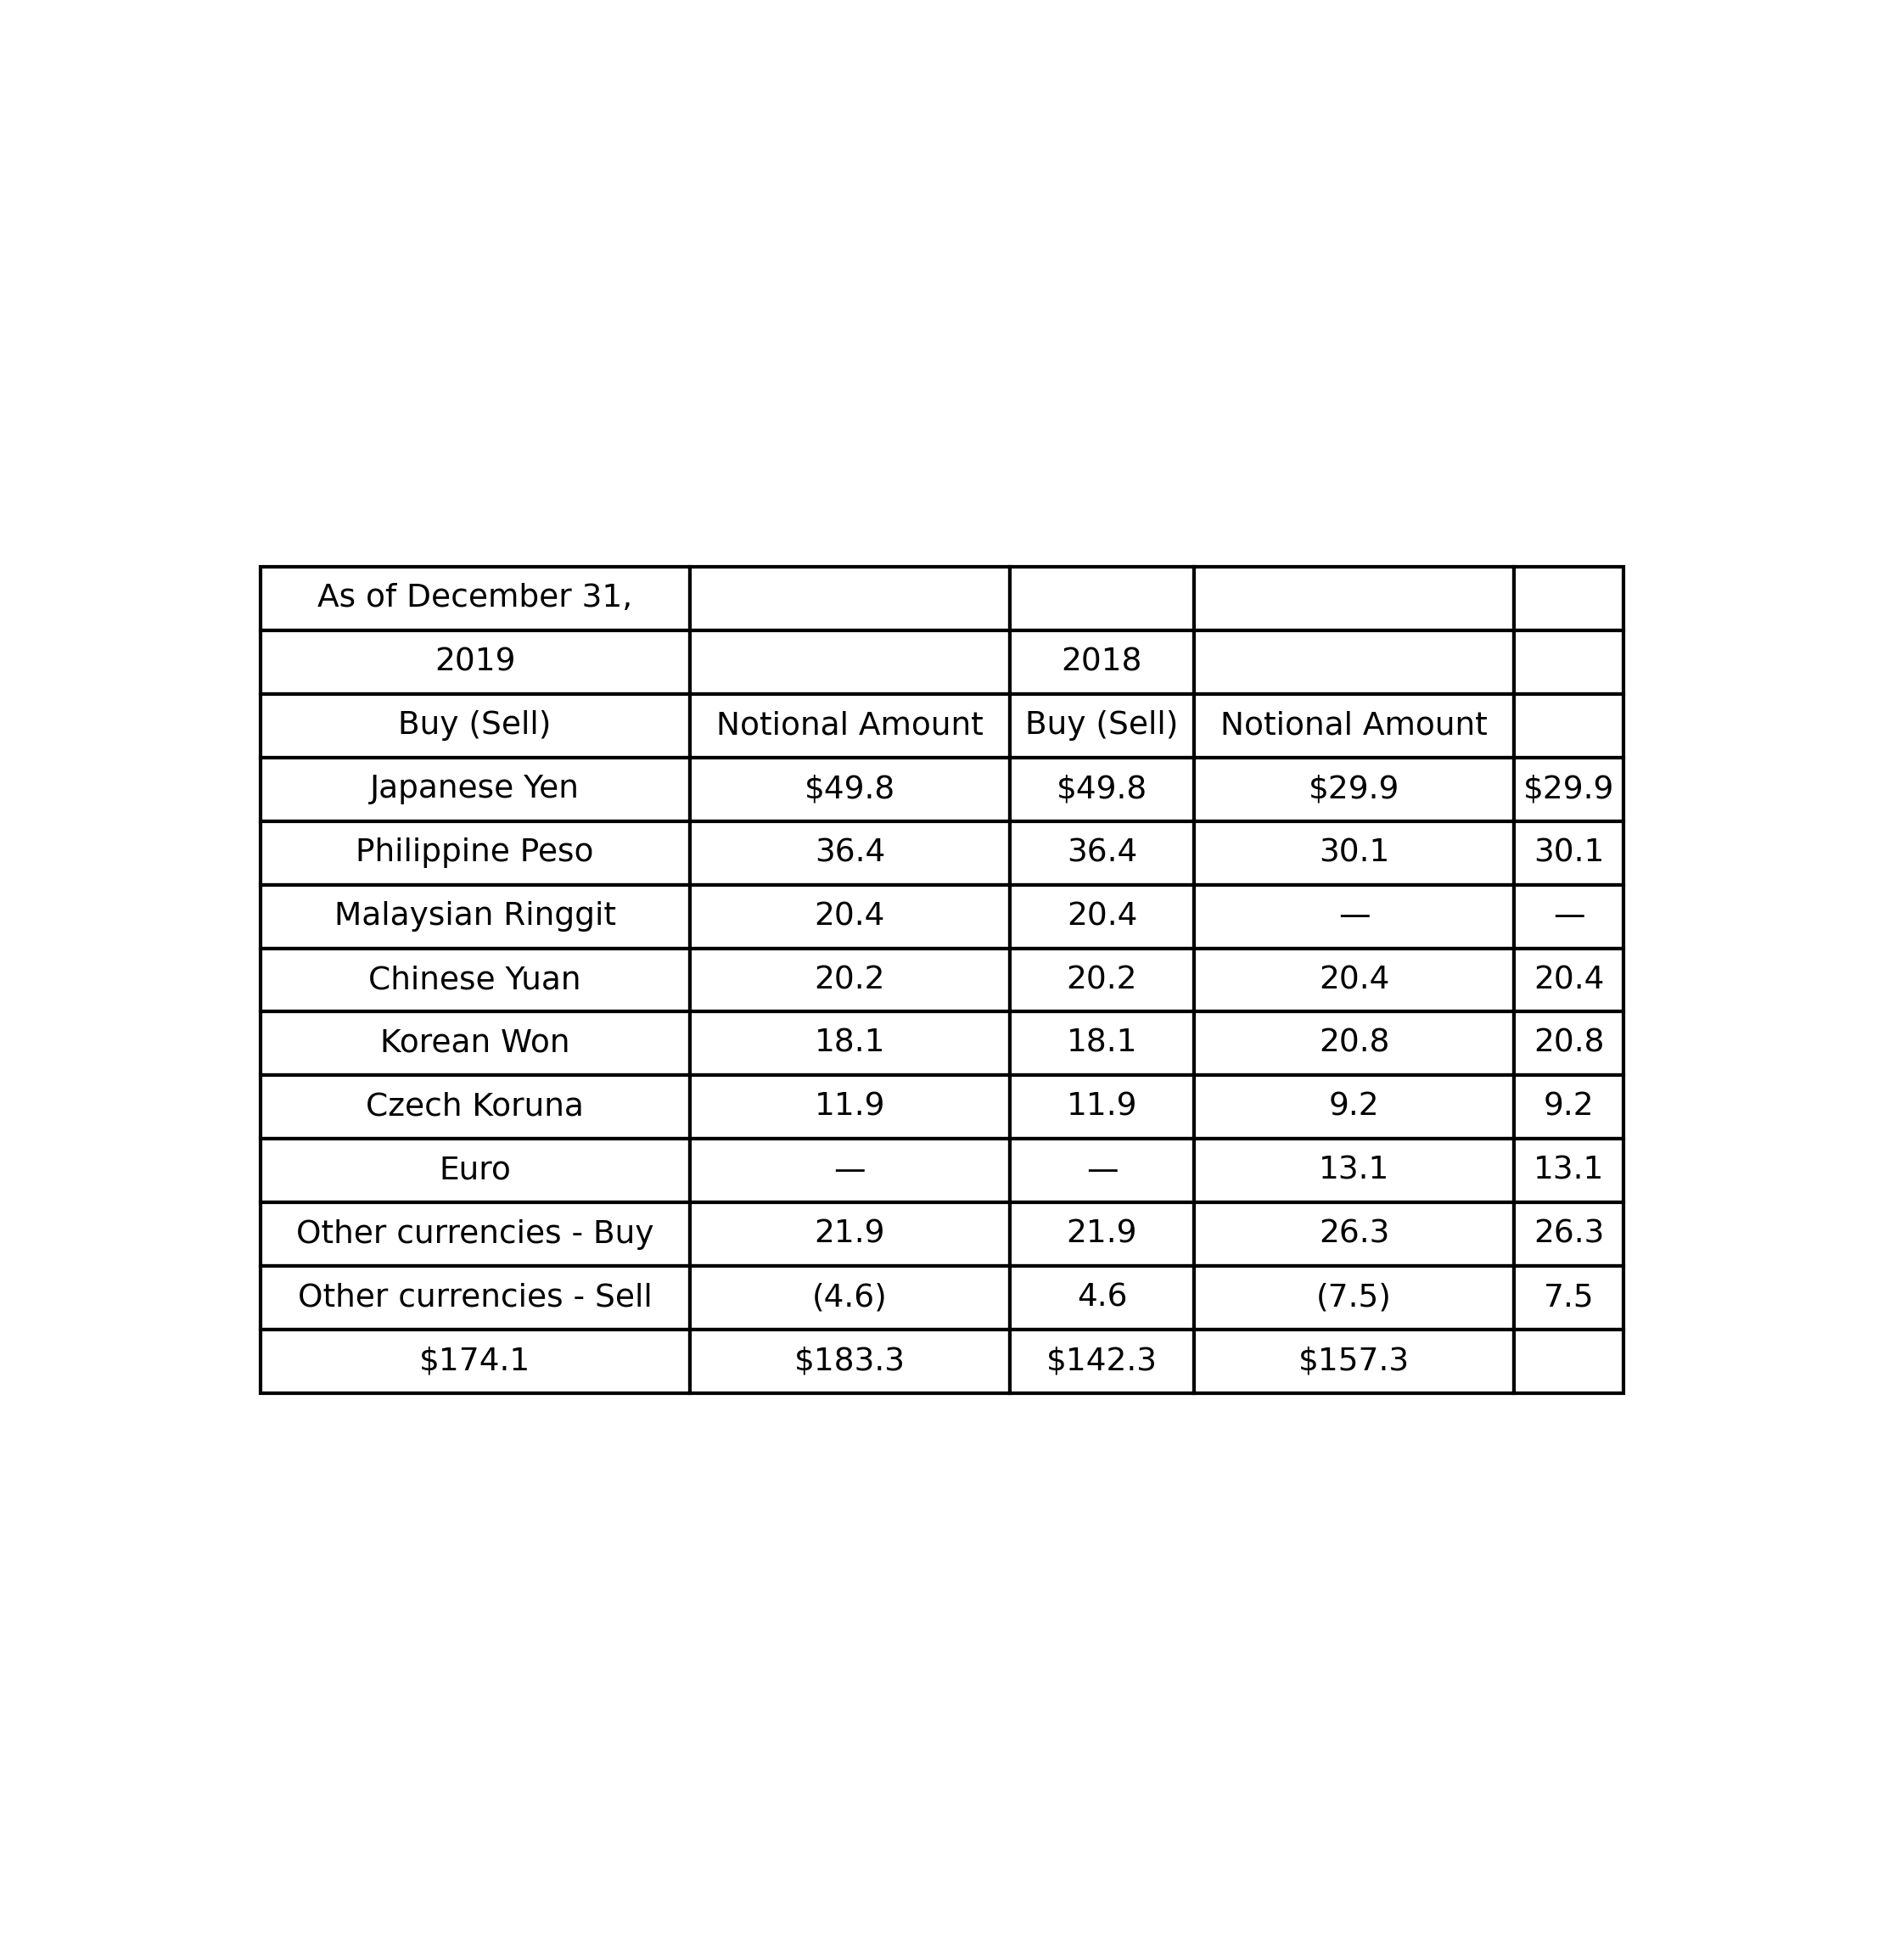 As of December 31,
2019 2018
Buy (Sell) Notional Amount Buy (Sell) Notional Amount
Japanese Yen $49.8 $49.8 $29.9 $29.9
Philippine Peso 36.4 36.4 30.1 30.1
Malaysian Ringgit 20.4 20.4 — —
Chinese Yuan 20.2 20.2 20.4 20.4
Korean Won 18.1 18.1 20.8 20.8
Czech Koruna 11.9 11.9 9.2 9.2
Euro — — 13.1 13.1
Other currencies - Buy 21.9 21.9 26.3 26.3
Other currencies - Sell (4.6) 4.6 (7.5) 7.5
$174.1 $183.3 $142.3 $157.3